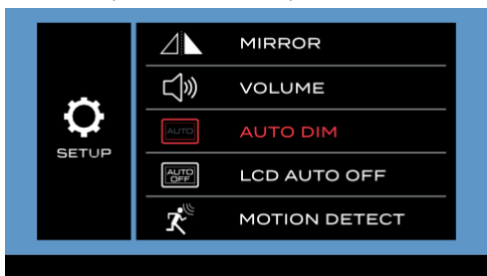 SETUP
MIRROR
VOLUME
AUTO
AUTO DIM
AUTO
OFF
LCD AUTO OFF
MOTION DETECT